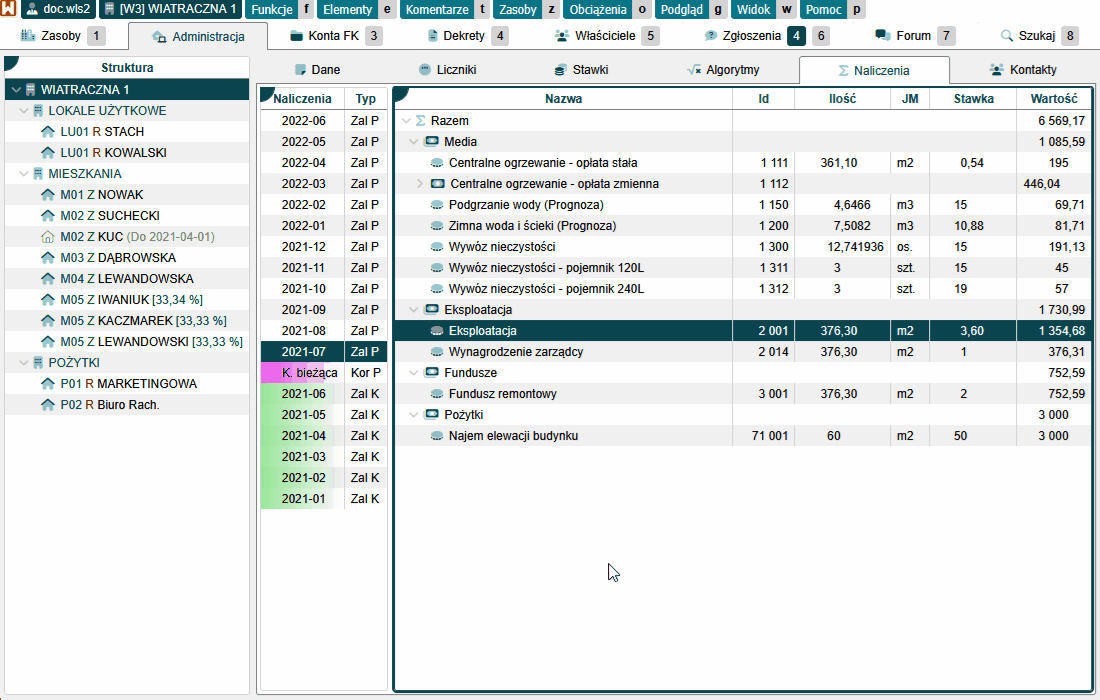 doc.wls2 [W3] WIATRACZNA 1 Funkcje f Elementy e Komentarze t Zasoby z Obciążenia o Podgląd g Widok w Pomoc p
Zasoby 1 Administracja Konta FK 3 Dekrety 4 Właściciele 5 Zgłoszenia 4 6 Forum 7 Szukaj 8
Struktura
WIATRACZNA 1
LOKALE UŻYTKOWE
LU01 R STACH
LU01 R KOWALSKI
MIESZKANIA
M01 Z NOWAK
M02 Z SUCHECKI
M02 Z KUC (Do 2021-04-01)
M03 Z DĄBROWSKA
M04 Z LEWANDOWSKA
M05 Z IWANIUK [33,34 %]
M05 Z KACZMAREK [33,33 %]
M05 Z LEWANDOWSKI [33,33 %]
POŻYTKI
P01 R MARKETINGOWA
P02 R Biuro Rach.
Dane Liczniki Stawki Algorytmy Naliczenia Kontakty
Naliczenia Typ
2022-06 Zal P
2022-05 Zal P
2022-04 Zal P
2022-03 Zal P
2022-02 Zal P
2022-01 Zal P
2021-12 Zal P
2021-11 Zal P
2021-10 Zal P
2021-09 Zal P
2021-08 Zal P
2021-07 Zal P
K. bieżąca Kor P
2021-06 Zal K
2021-05 Zal K
2021-04 Zal K
2021-03 Zal K
2021-02 Zal K
2021-01 Zal K
Nazwa Id Ilość JM Stawka Wartość
Razem 6 569,17
Media 1 085,59
Centralne ogrzewanie - opłata stała 1 111 361,10 m2 0,54 195
Centralne ogrzewanie - opłata zmienna 1 112 446,04
Podgrzanie wody (Prognoza) 1 150 4,6466 m3 15 69,71
Zimna woda i ścieki (Prognoza) 1 200 7,5082 m3 10,88 81,71
Wywóz nieczystości 1 300 12,741936 os. 15 191,13
Wywóz nieczystości - pojemnik 120L 1 311 3 szt. 15 45
Wywóz nieczystości - pojemnik 240L 1 312 3 szt. 19 57
Eksploatacja 1 730,99
Eksploatacja 2 001 376,30 m2 3,60 1 354,68
Wynagrodzenie zarządcy 2 014 376,30 m2 1 376,31
Fundusze 752,59
Fundusz remontowy 3 001 376,30 m2 2 752,59
Pożytki 3 000
Najem elewacji budynku 71 001 60 m2 50 3 000